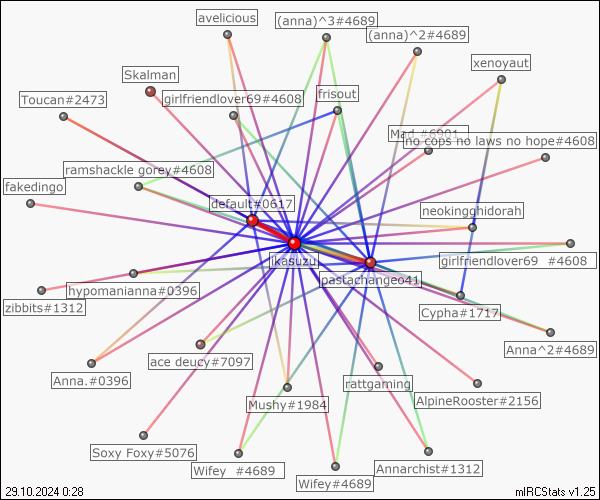 avelicious
(anna)^3#4689
(anna)^2#4689
xenoyaut
Skalman
Toucan#2473
girlfriendlover69#4608
frisout
Mad_#6901
no cops no laws no hope#4608
ramshackle gorey#4608
fakedingo
default#0617
neokingghidorah
ikasuzu
girlfriendlover69 #4608
pastachangeo41
hypomanianna#0396
zibbits#1312
Cypha#1717
Anna^2#4689
ace deucy#7097
Anna.#0396
rattgaming
Mushy#1984
AlpineRooster#2156
Soxy Foxy#5076
Wifey #4689
Annarchist#1312
Wifey#4689
29.10.2024 0:28
mIRCStats v1.25